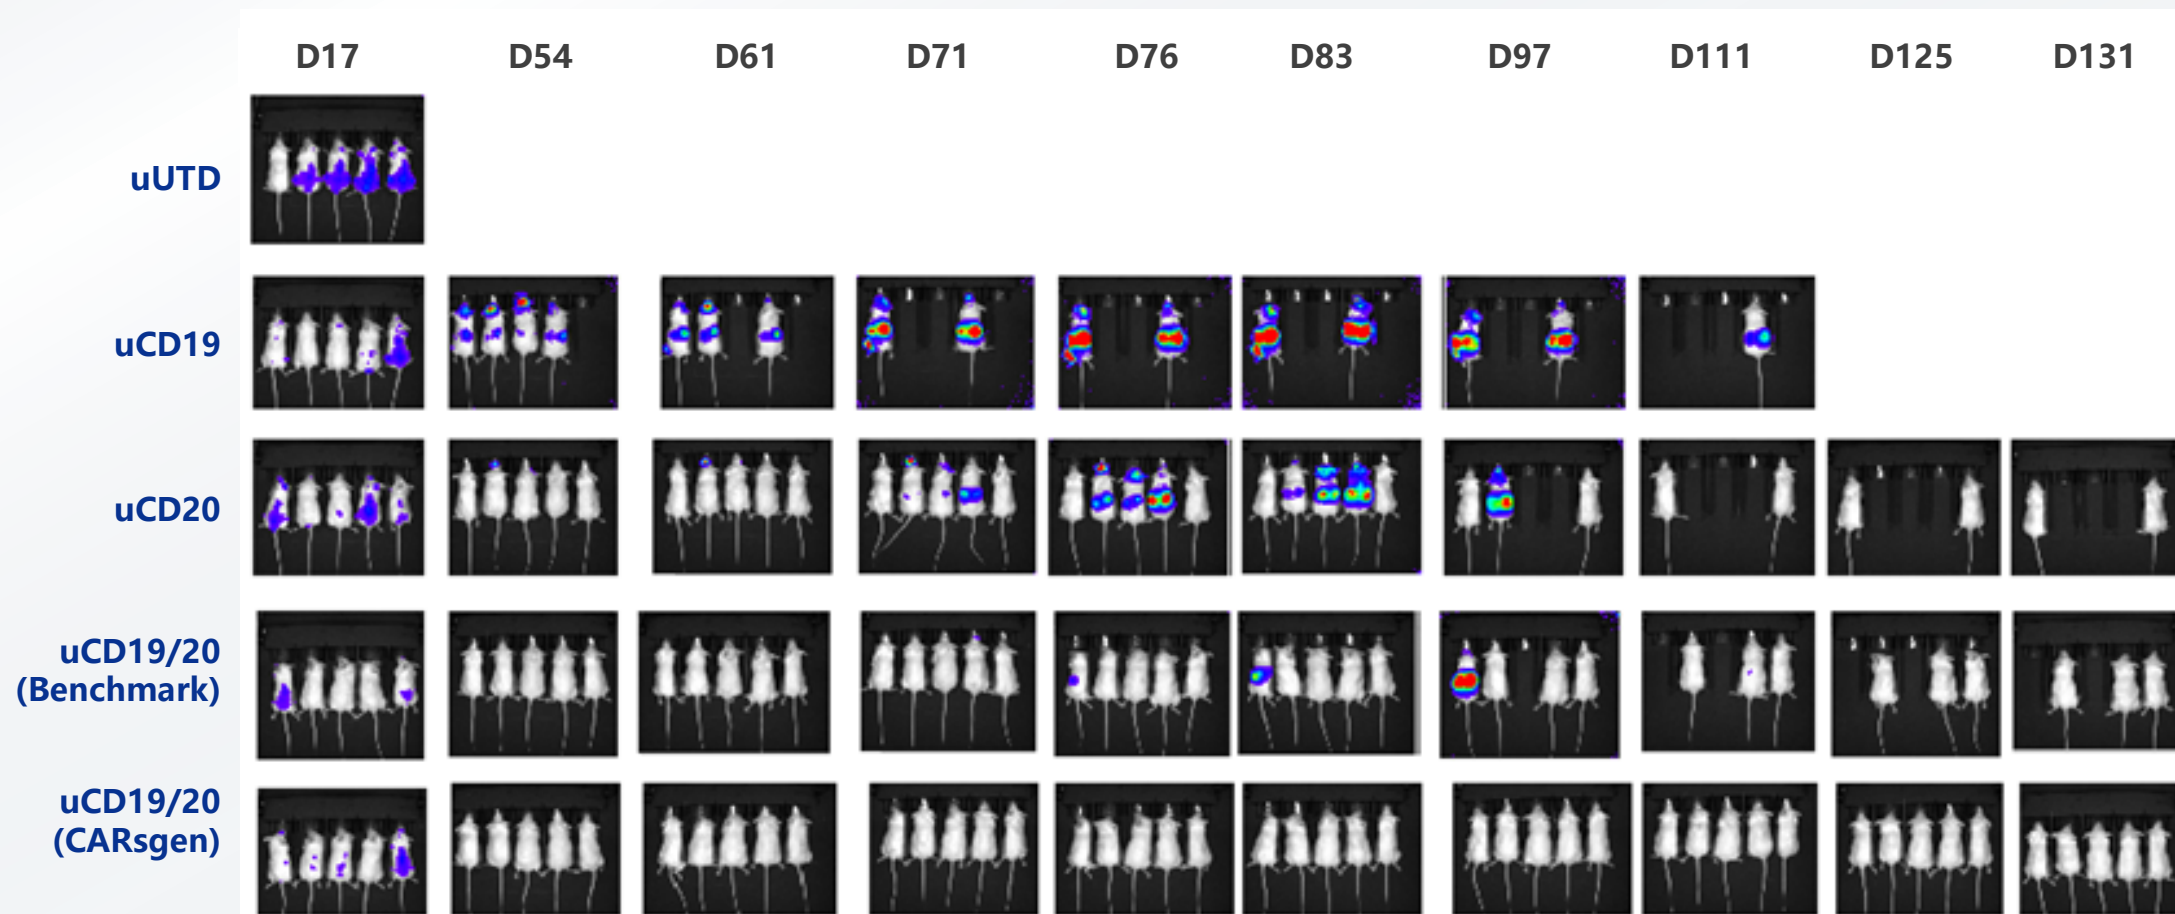 D17 D54 D61 D71 D76 D83 D97 D111 D125 D131
uUTD
uCD19
uCD20
uCD19/20
(Benchmark)
uCD19/20
(CARsgen)